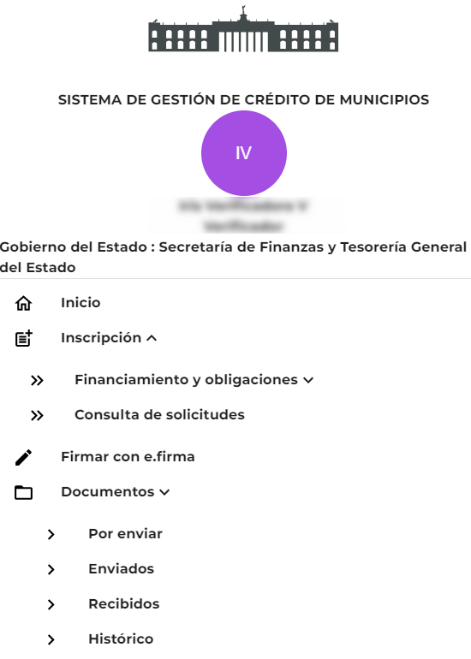 SISTEMA DE GESTIÓN DE CRÉDITO DE MUNICIPIOS
IV
Gobierno del Estado : Secretaría de Finanzas y Tesorería General
del Estado
Inicio
Inscripción
Financiamiento y obligaciones
Consulta de solicitudes
Firmar con e.firma
Documentos
Por enviar
Enviados
Recibidos
Histórico